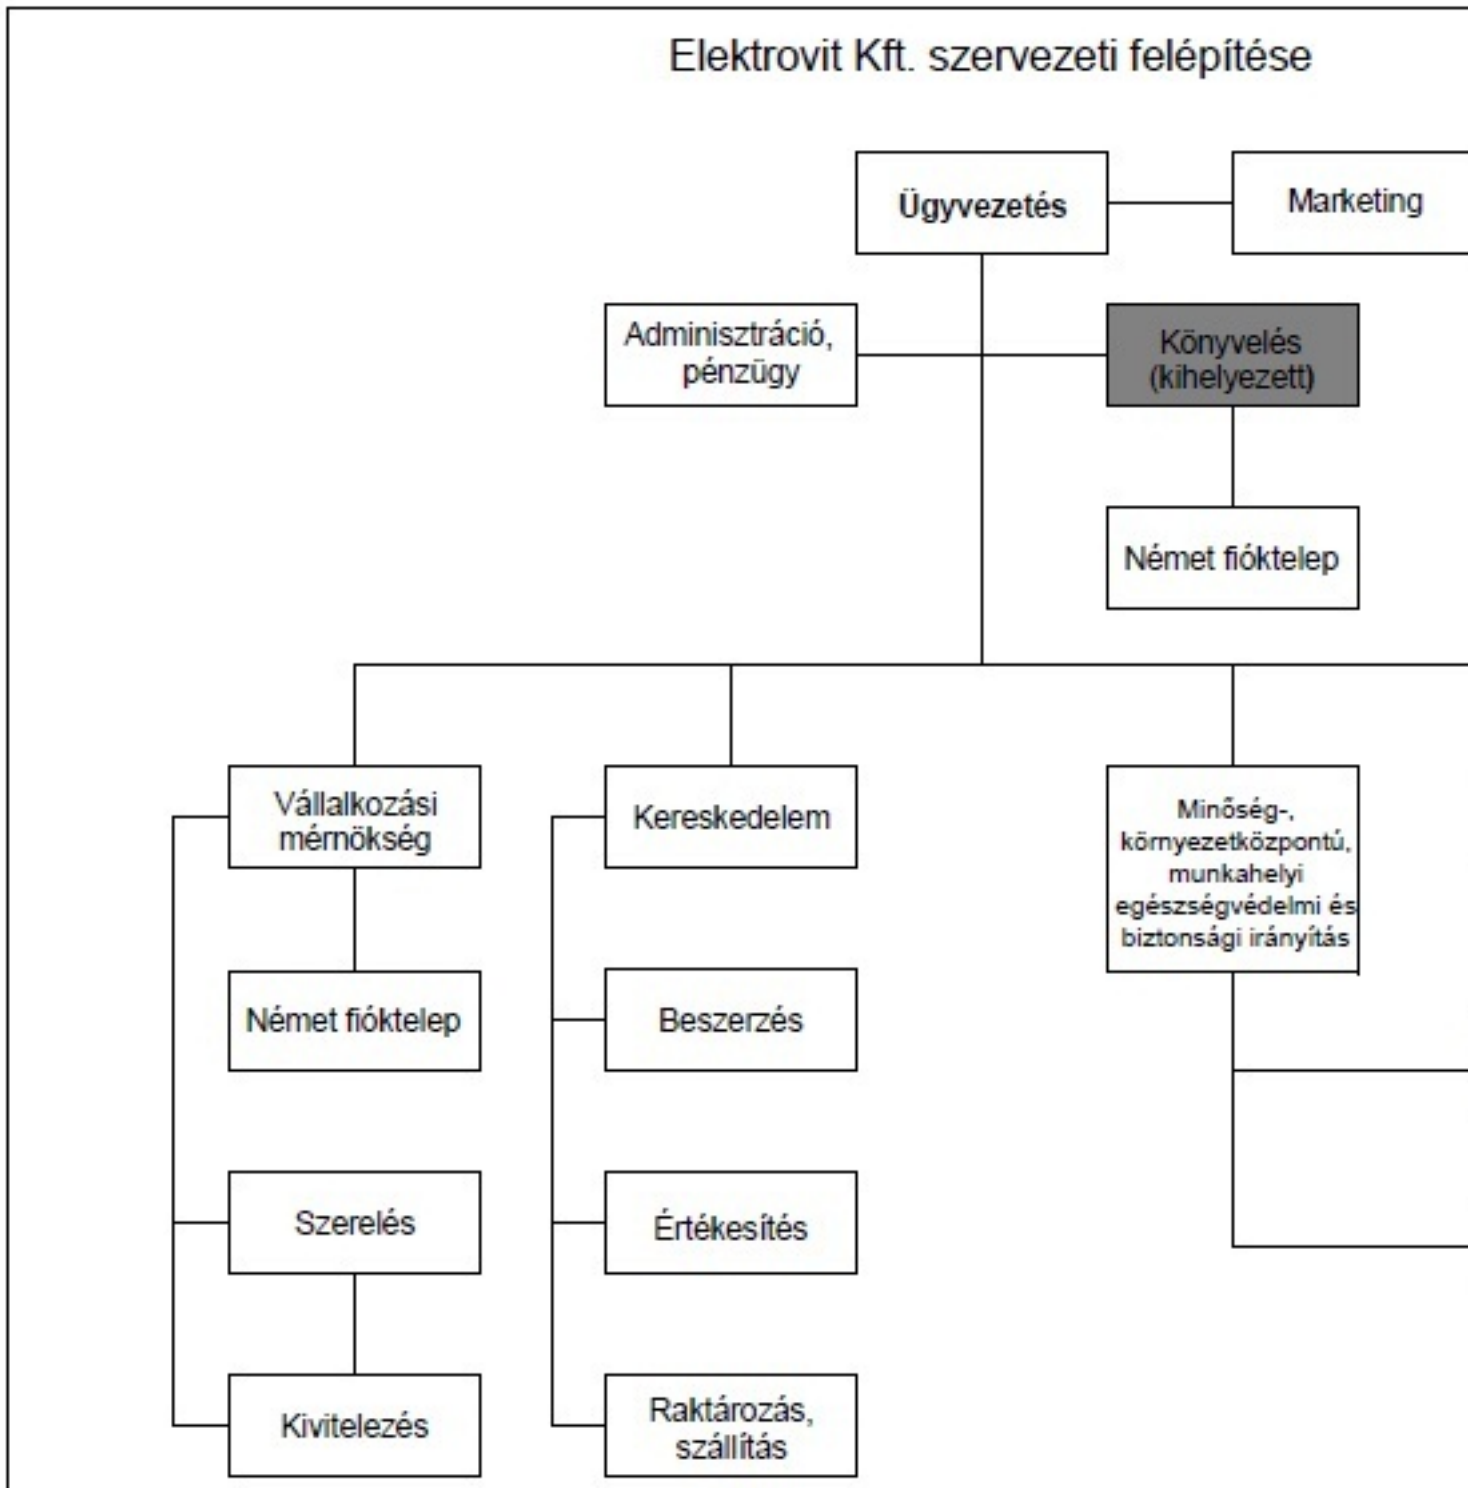 Elektrovit Kft. szervezeti felépítése
Ügyvezetés
Marketing
Adminisztráció,
pénzügy
Könyvelés
(kihelyezett)
Német fióktelep
Vállalkozási
mérnökség
Kereskedelem
Minőség-,
környezetközpontú,
munkahelyi
egészségvédelmi és
biztonsági irányítás
Német fióktelep
Beszerzés
Szerelés
Értékesítés
Kivitelezés
Raktározás,
szállítás